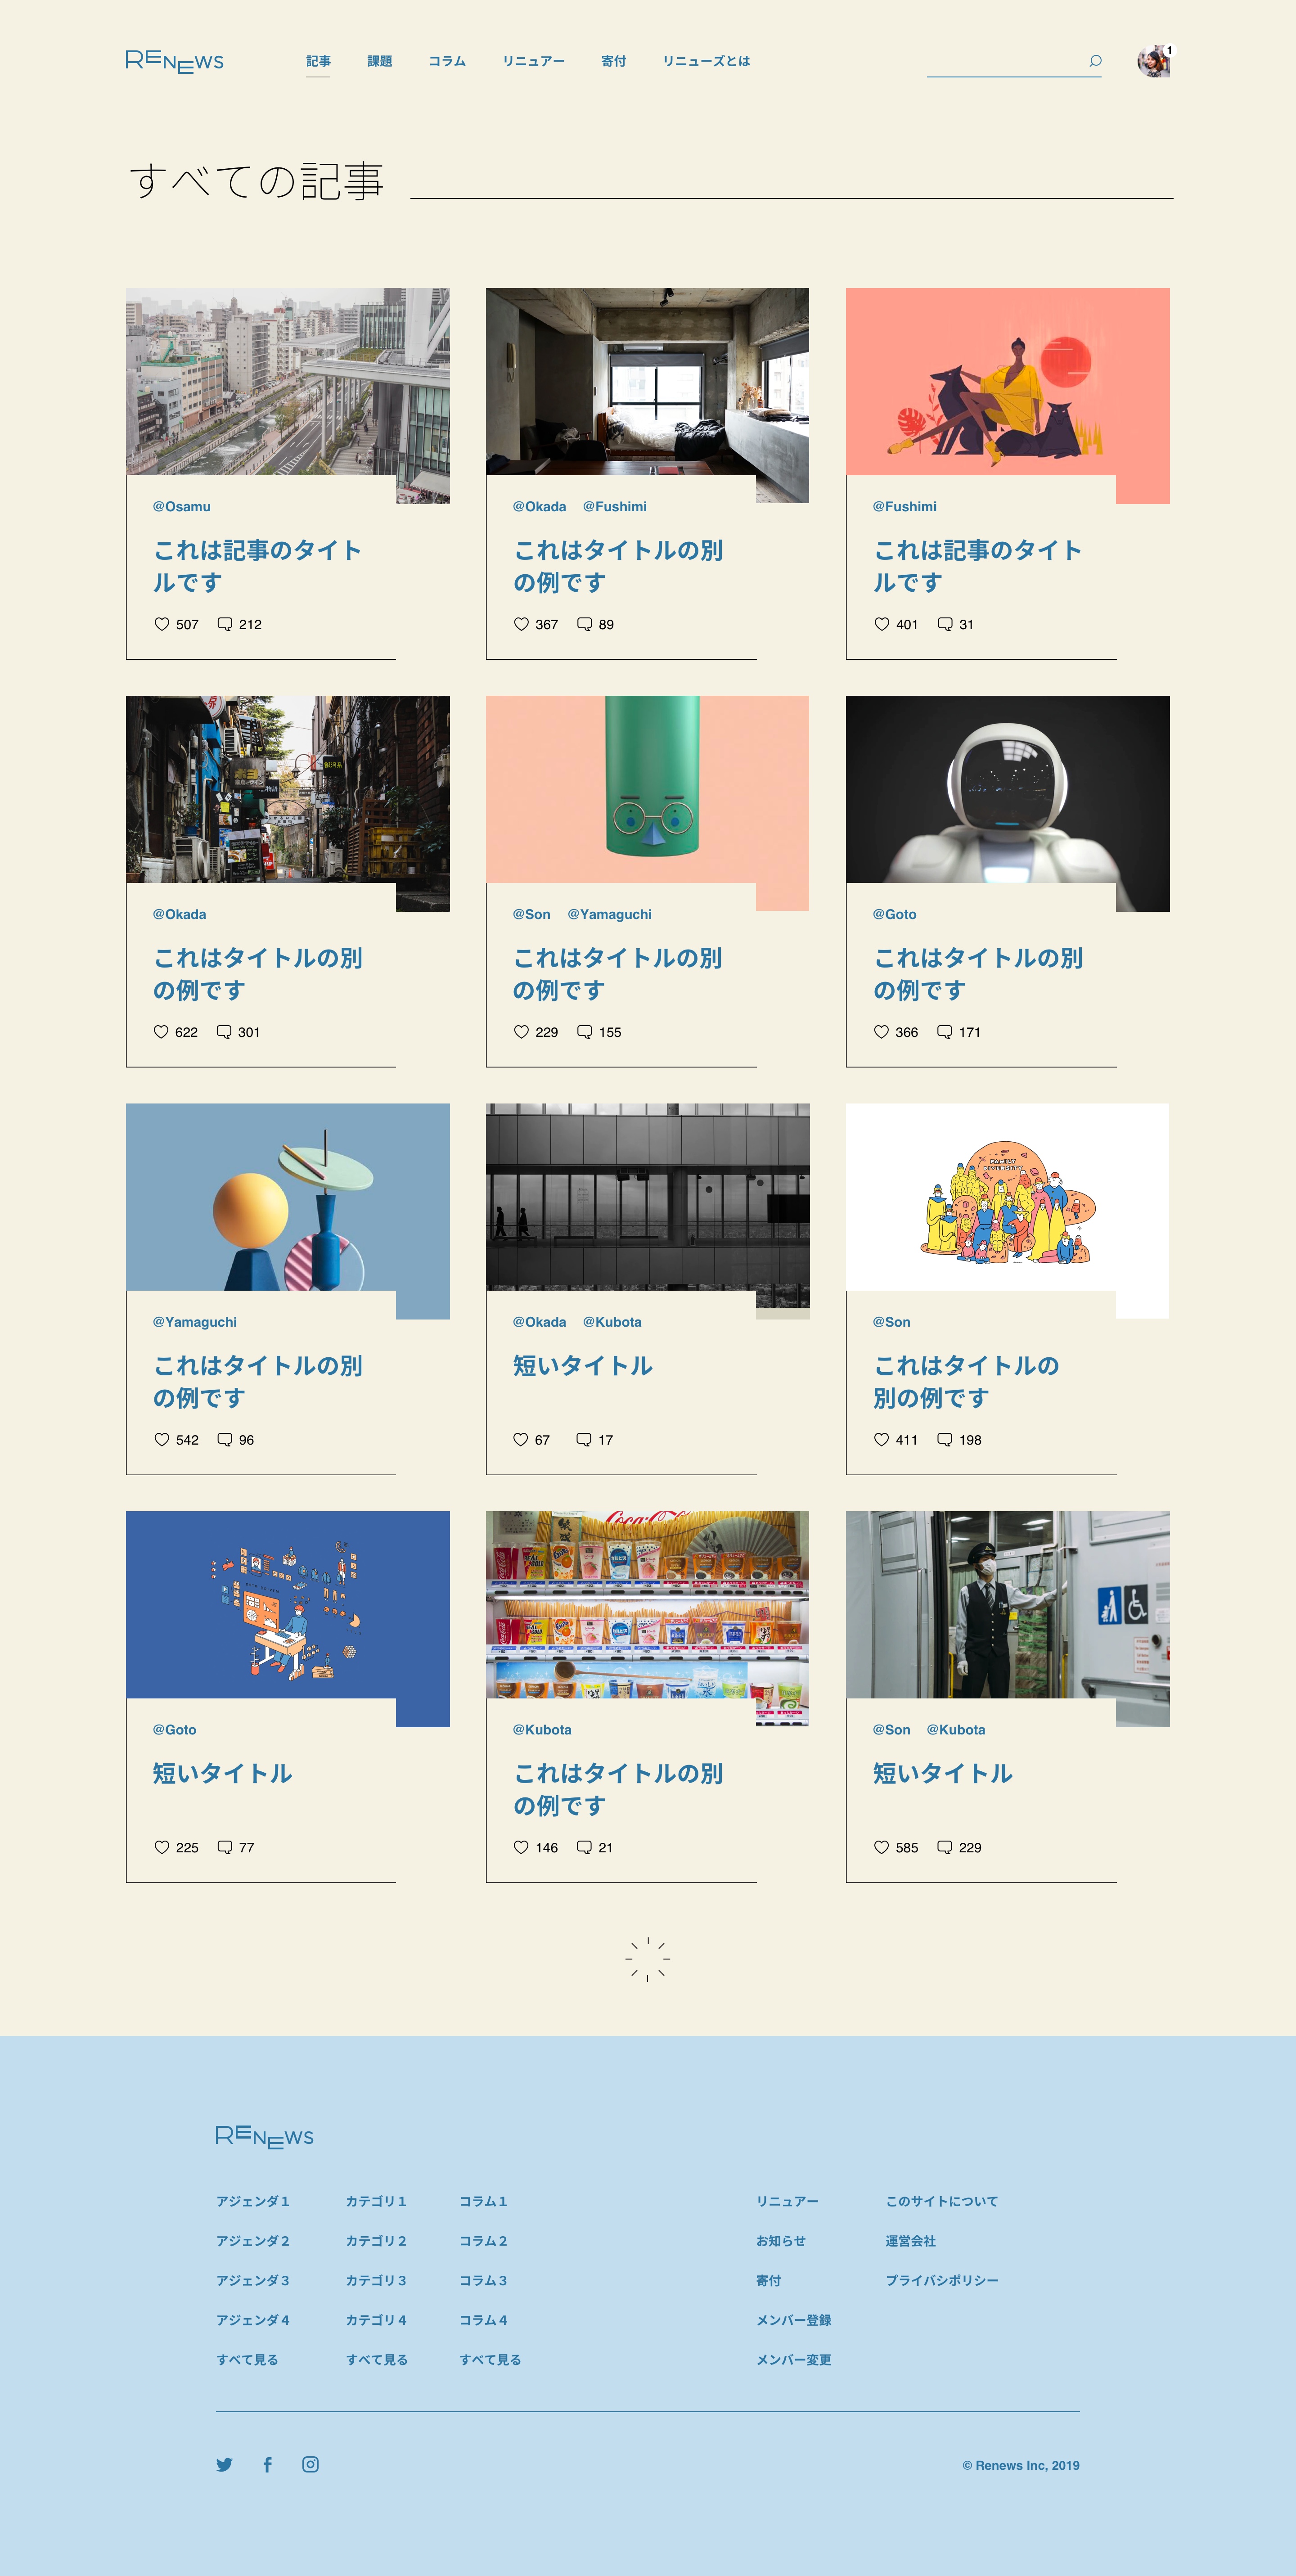 RENEWS
記事 課題 コラム リニュアー 寄付 リニューズとは
1
すべての記事
@Osamu
これは記事のタイト
ルです
507 212
@Okada @Fushimi
これはタイトルの別
の例です
367 89
@Fushimi
これは記事のタイト
ルです
401 31
@Okada
これはタイトルの別
の例です
622 301
@Son @Yamaguchi
これはタイトルの別
の例です
229 155
@Goto
これはタイトルの別
の例です
366 171
@Yamaguchi
これはタイトルの別
の例です
542 96
@Okada @Kubota
短いタイトル
67 17
FAMILY
DIVERSITY
@Son
これはタイトルの
別の例です
411 198
@Goto
短いタイトル
225 77
Coca-Cola
@Kubota
これはタイトルの別
の例です
146 21
@Son @Kubota
短いタイトル
585 229
RENEWS
アジェンダ１ カテゴリ１ コラム１ リニュアー このサイトについて
アジェンダ２ カテゴリ２ コラム２ お知らせ 運営会社
アジェンダ３ カテゴリ３ コラム３ 寄付 プライバシポリシー
アジェンダ４ カテゴリ４ コラム４ メンバー登録
すべて見る すべて見る すべて見る メンバー変更
© Renews Inc, 2019